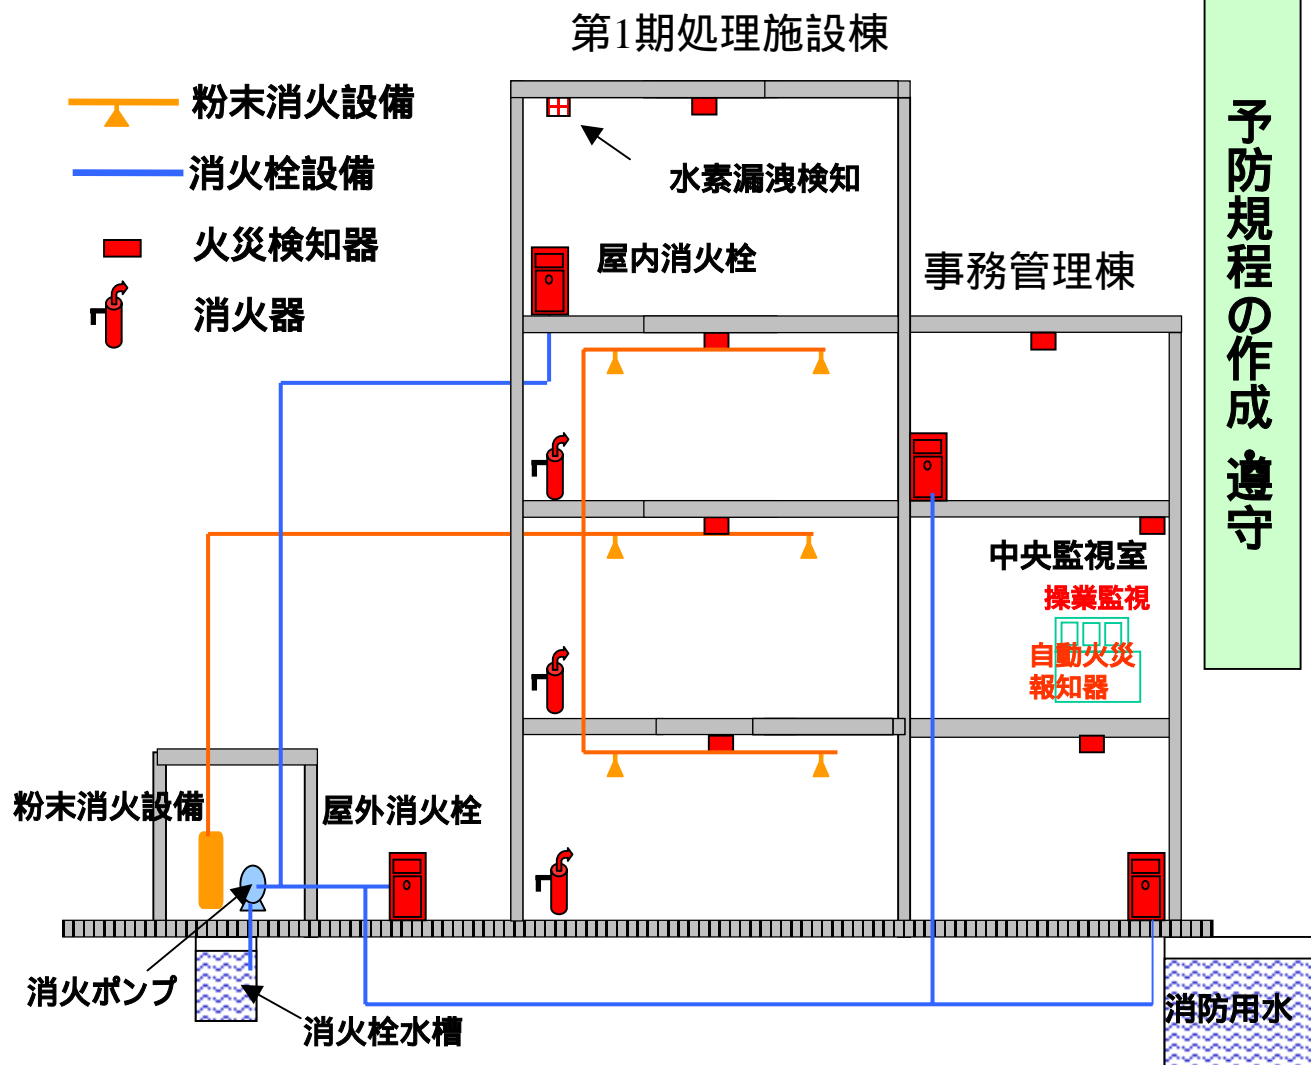 第1期処理施設棟
粉末消火設備
消火栓設備
火災検知器
消火器
水素漏洩検知
屋内消火栓
事務管理棟
予防規程の作成・遵守
中央監視室
操業監視
自動火災
報知器
粉末消火設備
屋外消火栓
消火ポンプ
消火栓水槽
消防用水